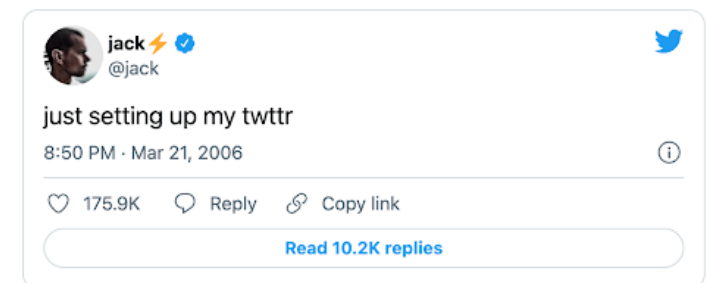 jack⚡
@jack
just setting up my twttr
8:50 PM · Mar 21, 2006
175.9K Reply Copy link
Read 10.2K replies